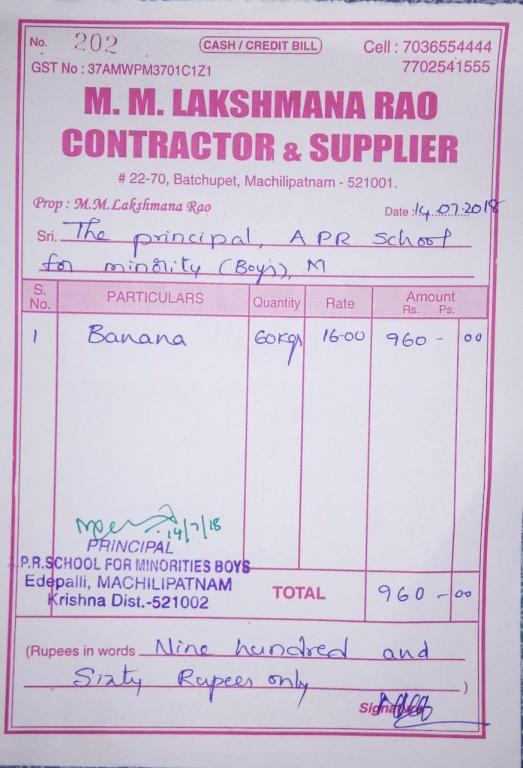 No. 202 CASH / CREDIT BILL Cell : 7036554444
GST No : 37AMWPM3701C1Z1 7702541555
M. M. LAKSHMANA RAO
CONTRACTOR & SUPPLIER
# 22-70, Batchupet, Machilipatnam - 521001.
Prop : M.M.Lakshmana Rao
Date : 14.07.2018
Sri. The principal, APR School
for minority (Boys), M
S. No. PARTICULARS Quantity Rate Amount Rs. Ps.
1 Banana 60kgs 16-00 960 - 00
14/7/18
PRINCIPAL
A.P.R.SCHOOL FOR MINORITIES BOYS
Edepalli, MACHILIPATNAM
Krishna Dist.-521002
TOTAL 960 - 00
(Rupees in words Nine hundred and
Sixty Rupees only )
Signature